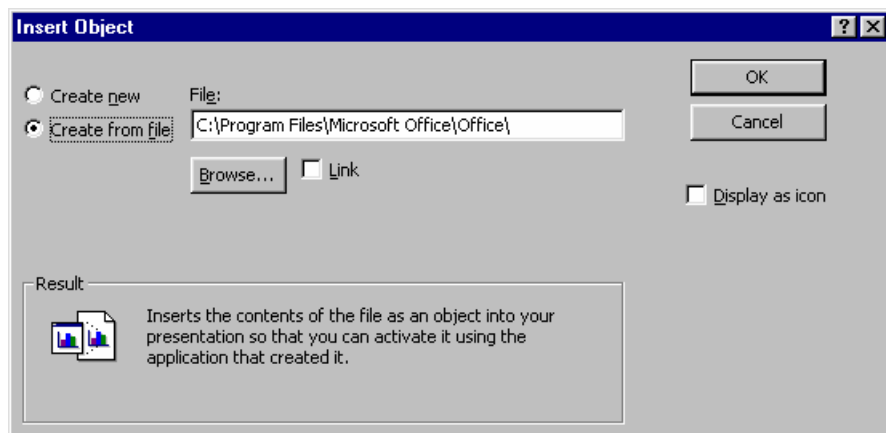 Insert Object
Create new
File:
OK
Create from file
C:\Program Files\Microsoft Office\Office\
Cancel
Browse...
Link
Display as icon
Result
Inserts the contents of the file as an object into your
presentation so that you can activate it using the
application that created it.